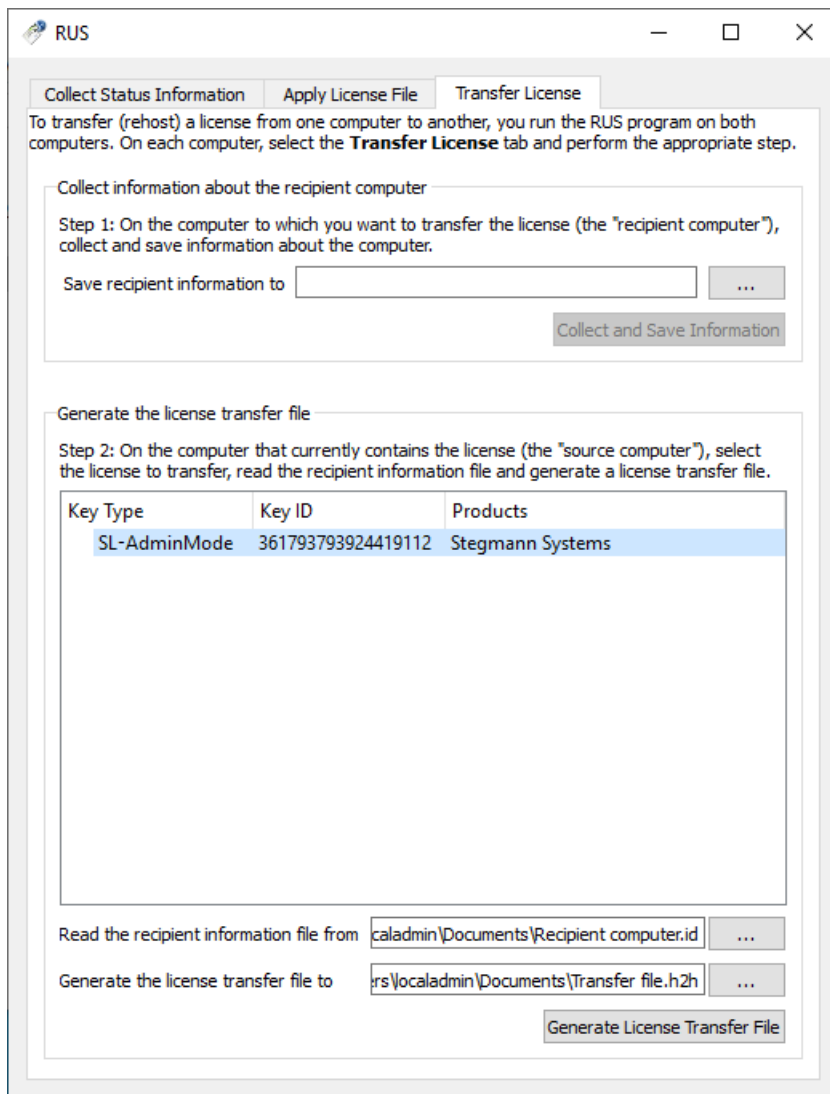 RUS
Collect Status Information Apply License File Transfer License
To transfer (rehost) a license from one computer to another, you run the RUS program on both
computers. On each computer, select the Transfer License tab and perform the appropriate step.
Collect information about the recipient computer
Step 1: On the computer to which you want to transfer the license (the "recipient computer"),
collect and save information about the computer.
Save recipient information to ...
Collect and Save Information
Generate the license transfer file
Step 2: On the computer that currently contains the license (the "source computer"), select
the license to transfer, read the recipient information file and generate a license transfer file.
Key Type Key ID Products
SL-AdminMode 361793793924419112 Stegmann Systems
Read the recipient information file from caladmin\Documents\Recipient computer.id ...
Generate the license transfer file to rs\localadmin\Documents\Transfer file.h2h ...
Generate License Transfer File